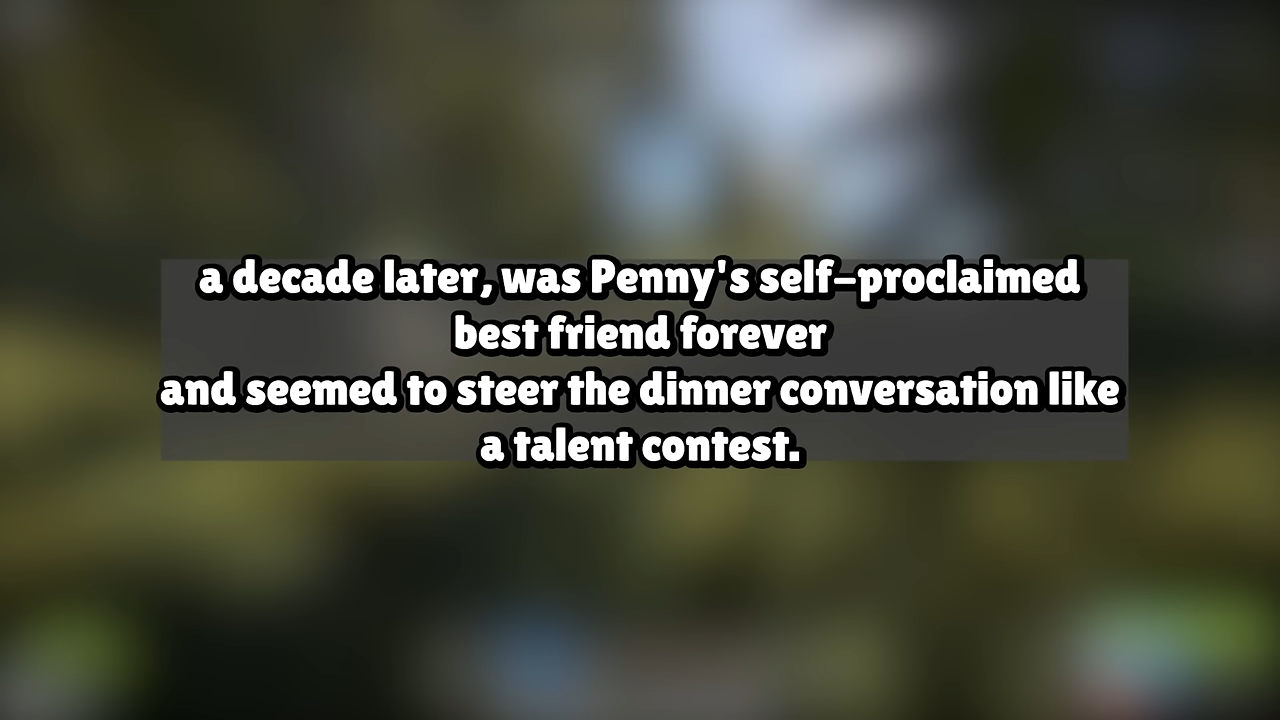 a decade later, was Penny's self-proclaimed
best friend forever
and seemed to steer the dinner conversation like
a talent contest.